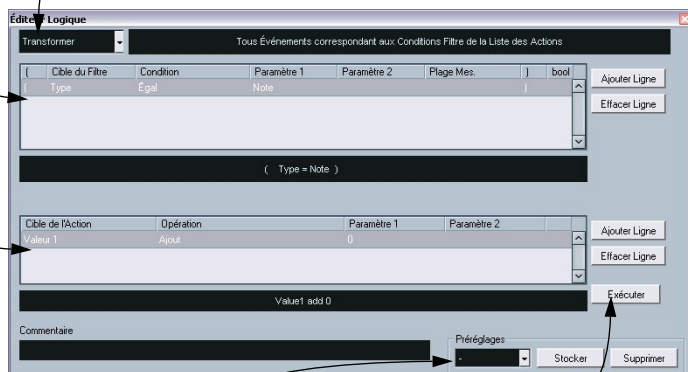 Éditeur Logique
Transformer
Tous Événements correspondant aux Conditions Filtre de la Liste des Actions
( Cible du Filtre Condition Paramètre 1 Paramètre 2 Plage Mes. ) bool
( Type Égal Note )
Ajouter Ligne
Effacer Ligne
( Type = Note )
Cible de l'Action Opération Paramètre 1 Paramètre 2
Valeur 1 Ajout 0
Ajouter Ligne
Effacer Ligne
Value1 add 0
Exécuter
Commentaire
Préréglages
-
Stocker
Supprimer